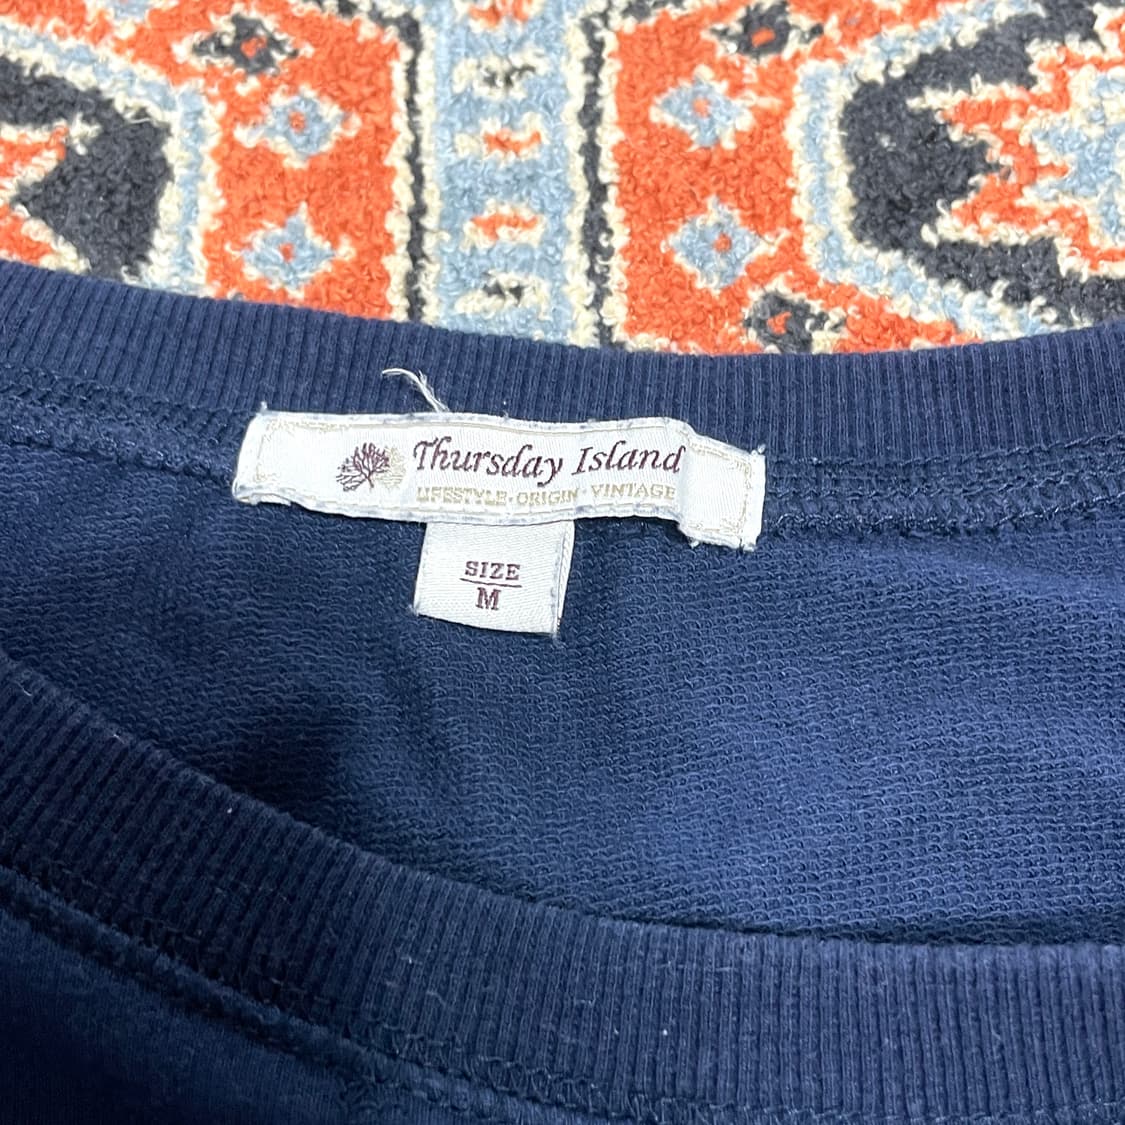 Thursday Island
LIFESTYLE·ORIGIN·VINTAGE
SIZE
M